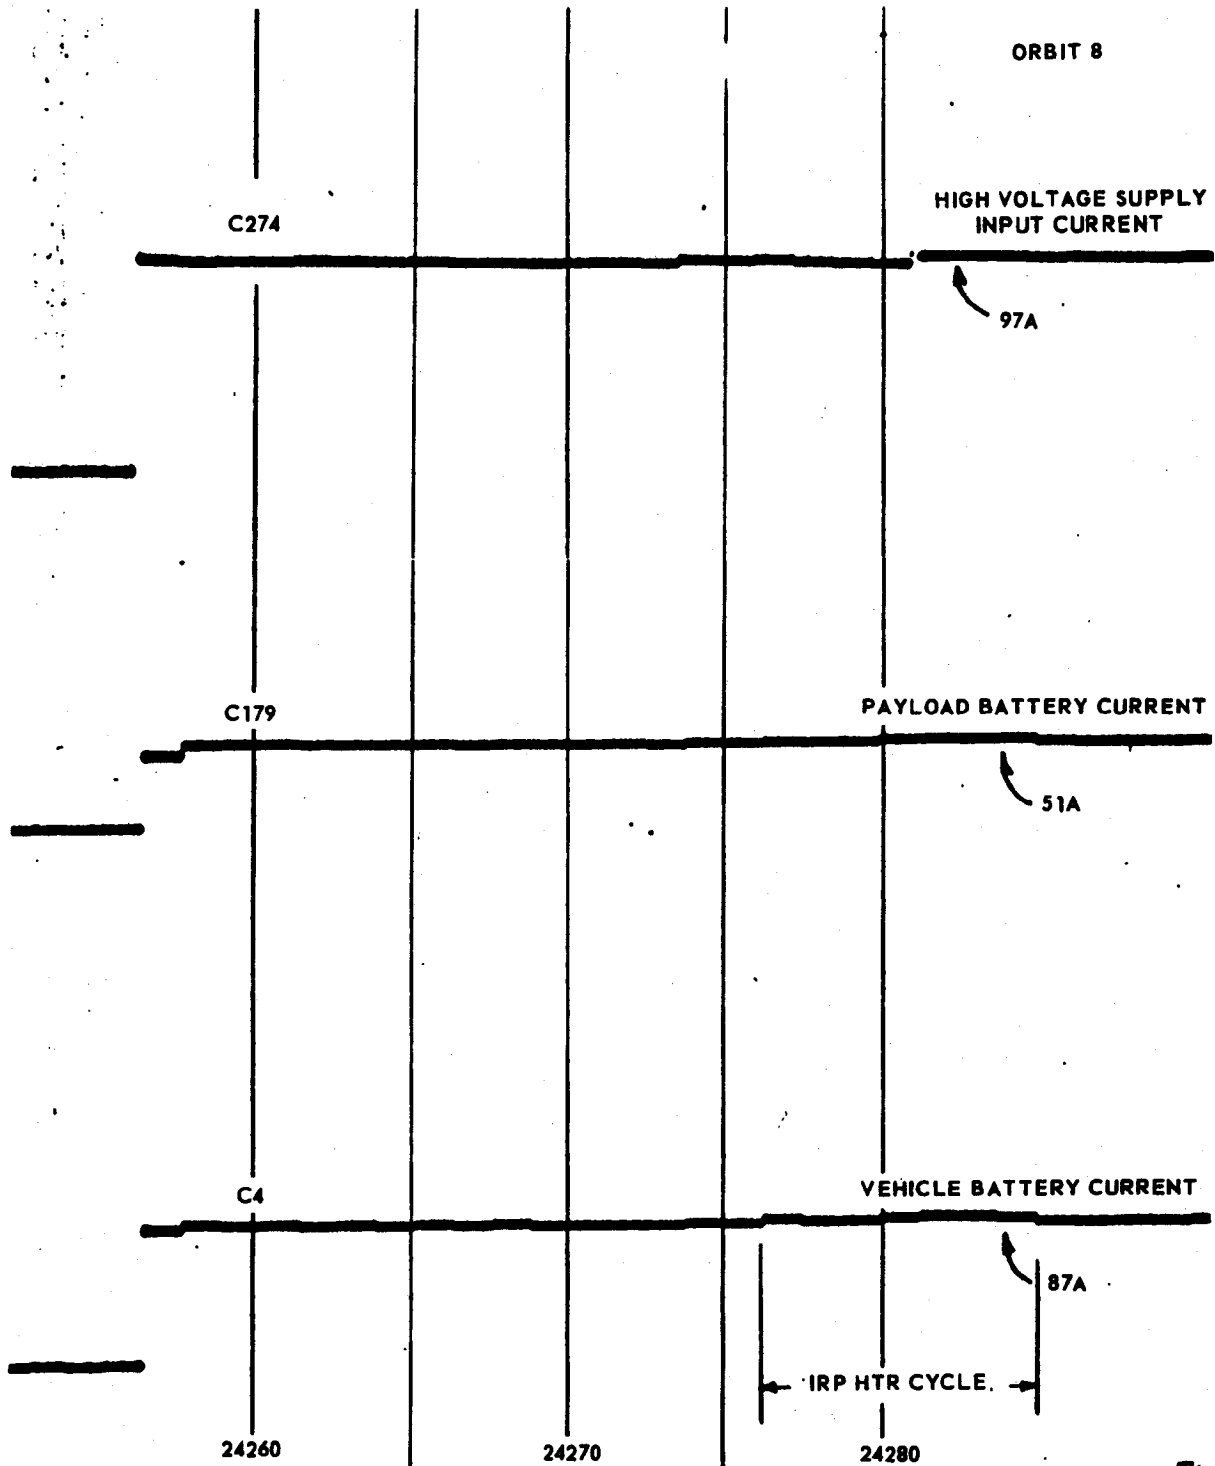 ORBIT 8
HIGH VOLTAGE SUPPLY
INPUT CURRENT
C274
97A
PAYLOAD BATTERY CURRENT
C179
51A
VEHICLE BATTERY CURRENT
C4
87A
IRP HTR CYCLE
24260 24270 24280